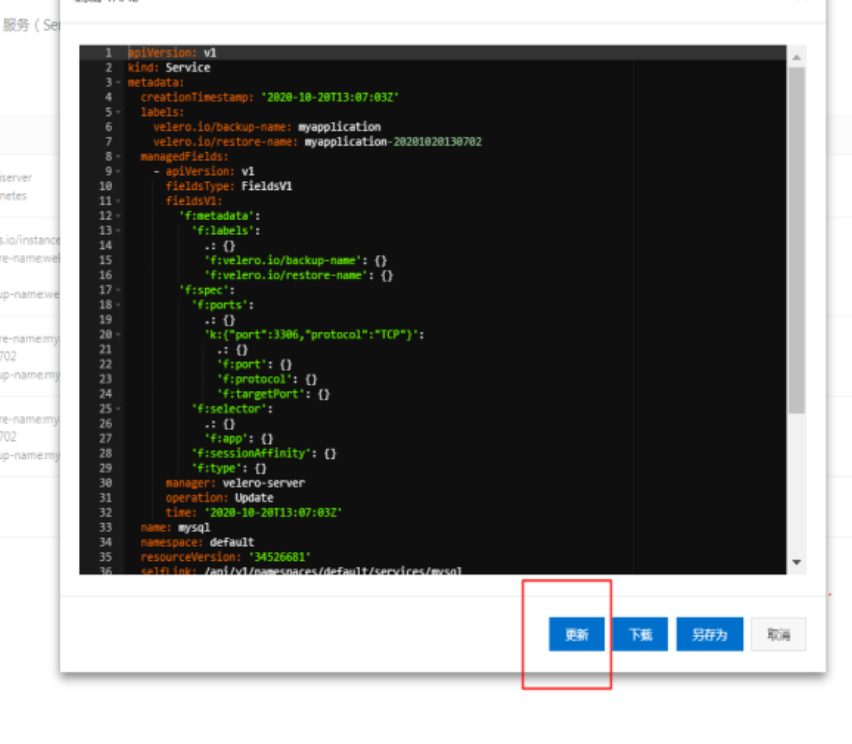 服务 ( Ser
iserver
netes
s.io/instance
re-name:wel
up-name:we
re-name:my
702
up-name:my
re-name:my
702
up-name:my
1 apiVersion: v1
2 kind: Service
3 metadata:
4 creationTimestamp: '2020-10-20T13:07:03Z'
5 labels:
6 velero.io/backup-name: myapplication
7 velero.io/restore-name: myapplication-20201020130702
8 managedFields:
9 - apiVersion: v1
10 fieldsType: FieldsV1
11 fieldsV1:
12 'f:metadata':
13 'f:labels':
14 .: {}
15 'f:velero.io/backup-name': {}
16 'f:velero.io/restore-name': {}
17 'f:spec':
18 'f:ports':
19 .: {}
20 'k:{"port":3306,"protocol":"TCP"}':
21 .: {}
22 'f:port': {}
23 'f:protocol': {}
24 'f:targetPort': {}
25 'f:selector':
26 .: {}
27 'f:app': {}
28 'f:sessionAffinity': {}
29 'f:type': {}
30 manager: velero-server
31 operation: Update
32 time: '2020-10-20T13:07:03Z'
33 name: mysql
34 namespace: default
35 resourceVersion: '34526681'
36 selfLink: /api/v1/namespaces/default/services/mysql
更新 下载 另存为 取消